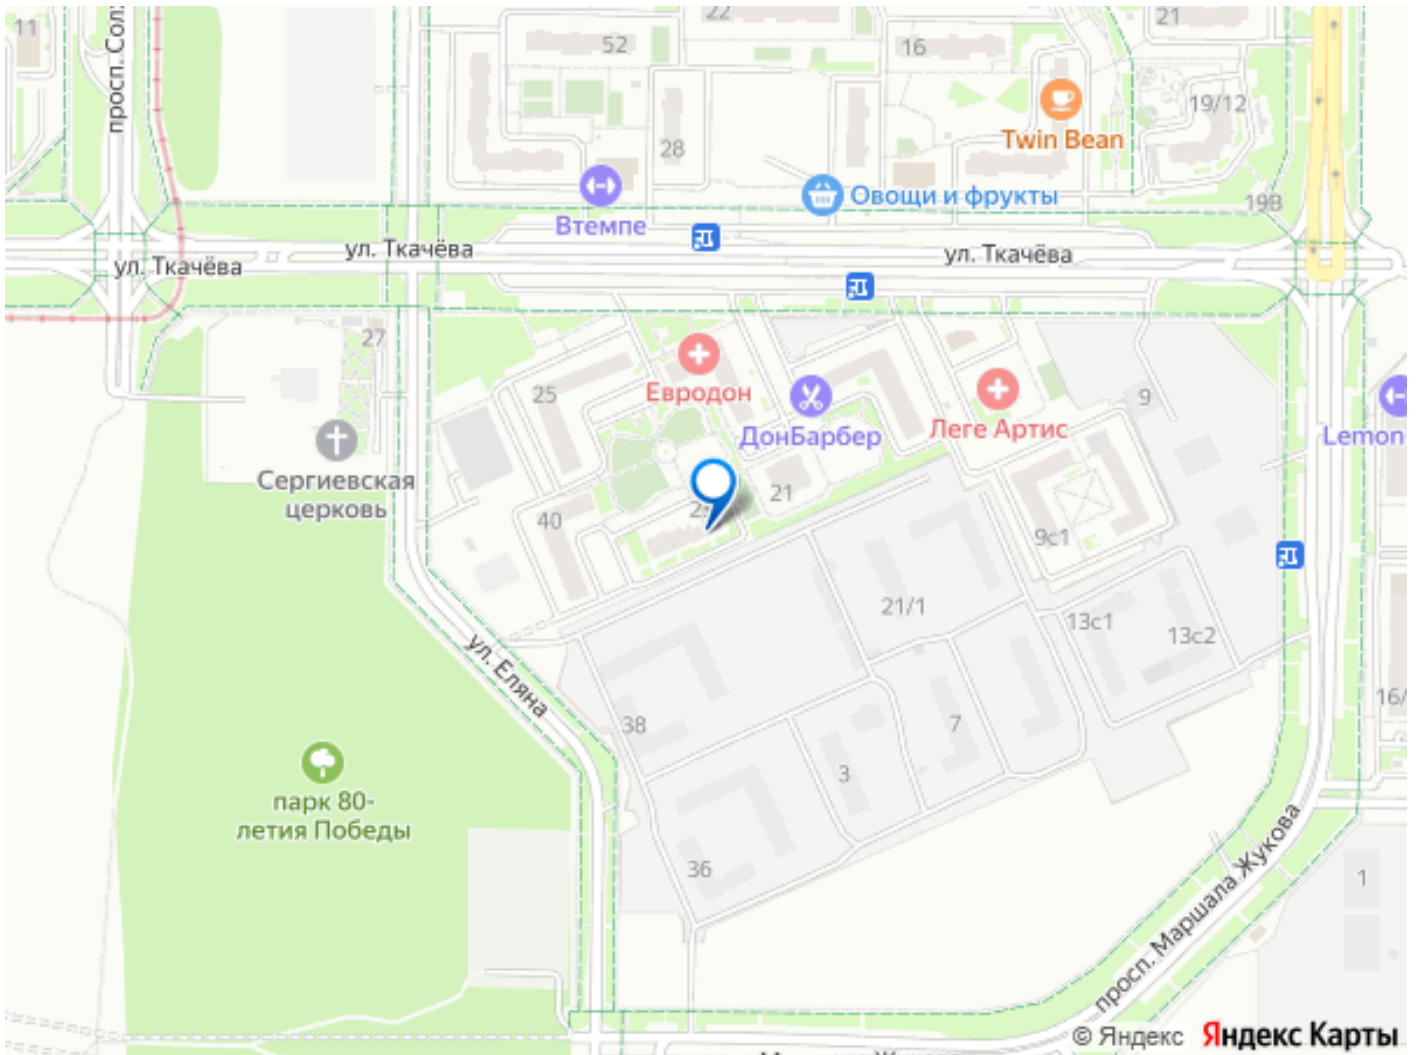 11
просп. Солж
52
22
16
21
19/12
Twin Bean
28
Втемпе
Овощи и фрукты
19В
ул. Ткачёва
ул. Ткачёва
ул. Ткачёва
27
25
Евродон
ДонБарбер
Леге Артис
9
Lemon
Сергиевская
церковь
40
21
9с1
21/1
13с1
13с2
ул. Еляна
38
7
3
16/
36
парк 80-
летия Победы
1
просп. Маршала Жукова
© Яндекс Яндекс Карты